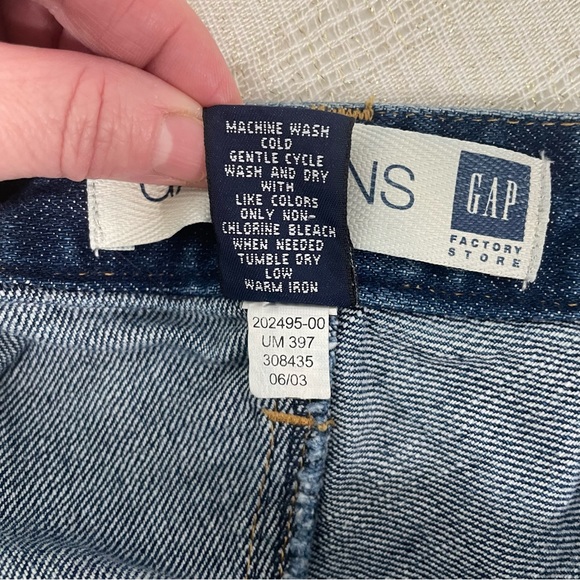 MACHINE WASH
COLD
GENTLE CYCLE
WASH AND DRY
WITH
LIKE COLORS
ONLY NON-
CHLORINE BLEACH
WHEN NEEDED
TUMBLE DRY
LOW
WARM IRON
202495-00
UM 397
308435
06/03
GAP
FACTORY
STORE